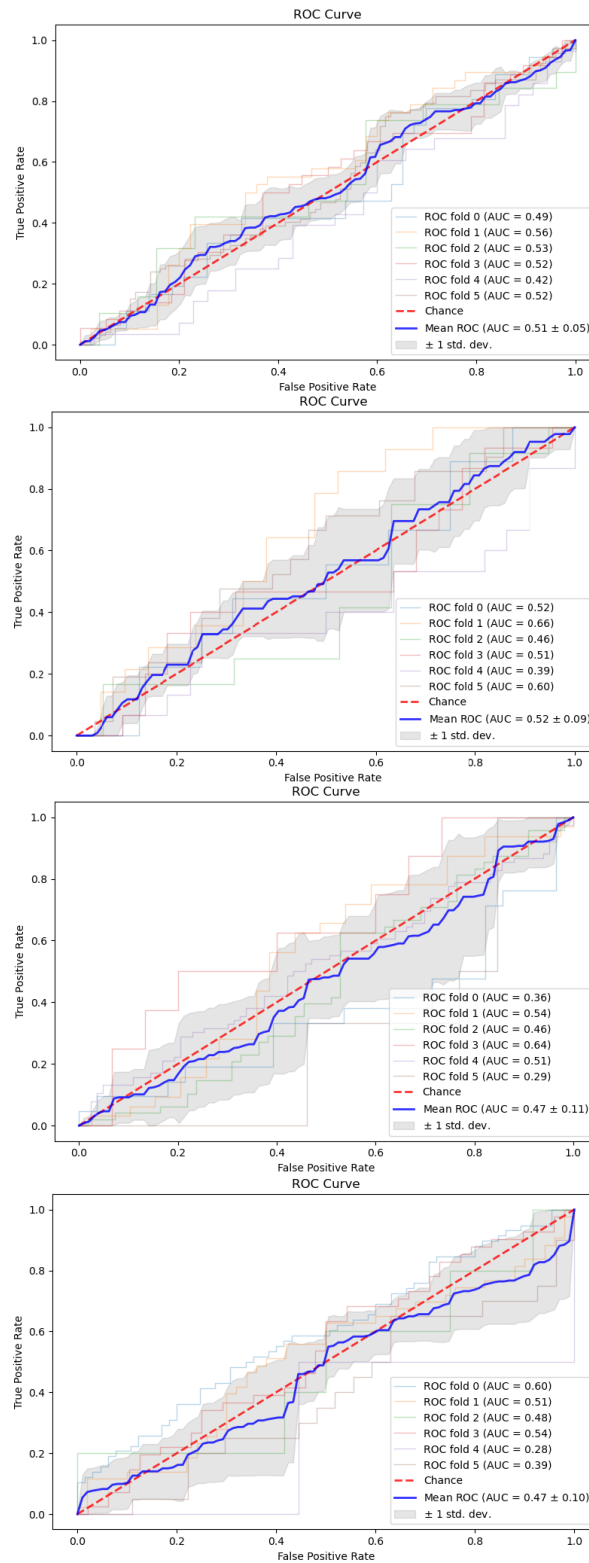 ROC Curve
1.0
0.8
0.6
0.4
0.2
0.0
True Positive Rate
ROC fold 0 (AUC = 0.49)
ROC fold 1 (AUC = 0.56)
ROC fold 2 (AUC = 0.53)
ROC fold 3 (AUC = 0.52)
ROC fold 4 (AUC = 0.42)
ROC fold 5 (AUC = 0.52)
Chance
Mean ROC (AUC = 0.51 ± 0.05)
± 1 std. dev.
0.0 0.2 0.4 0.6 0.8 1.0
False Positive Rate
ROC Curve
1.0
0.8
0.6
0.4
0.2
0.0
True Positive Rate
ROC fold 0 (AUC = 0.52)
ROC fold 1 (AUC = 0.66)
ROC fold 2 (AUC = 0.46)
ROC fold 3 (AUC = 0.51)
ROC fold 4 (AUC = 0.39)
ROC fold 5 (AUC = 0.60)
Chance
Mean ROC (AUC = 0.52 ± 0.09)
± 1 std. dev.
0.0 0.2 0.4 0.6 0.8 1.0
False Positive Rate
ROC Curve
1.0
0.8
0.6
0.4
0.2
0.0
True Positive Rate
ROC fold 0 (AUC = 0.36)
ROC fold 1 (AUC = 0.54)
ROC fold 2 (AUC = 0.46)
ROC fold 3 (AUC = 0.64)
ROC fold 4 (AUC = 0.51)
ROC fold 5 (AUC = 0.29)
Chance
Mean ROC (AUC = 0.47 ± 0.11)
± 1 std. dev.
0.0 0.2 0.4 0.6 0.8 1.0
False Positive Rate
ROC Curve
1.0
0.8
0.6
0.4
0.2
0.0
True Positive Rate
ROC fold 0 (AUC = 0.60)
ROC fold 1 (AUC = 0.51)
ROC fold 2 (AUC = 0.48)
ROC fold 3 (AUC = 0.54)
ROC fold 4 (AUC = 0.28)
ROC fold 5 (AUC = 0.39)
Chance
Mean ROC (AUC = 0.47 ± 0.10)
± 1 std. dev.
0.0 0.2 0.4 0.6 0.8 1.0
False Positive Rate